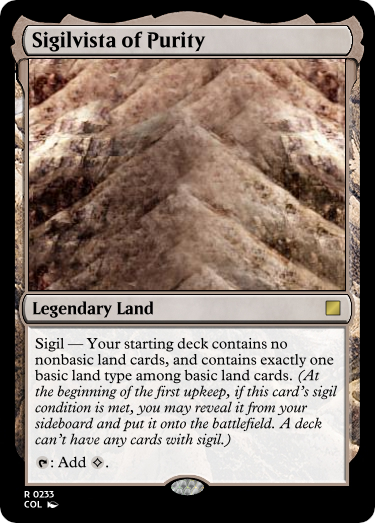 Sigilvista of Purity
Legendary Land
Sigil — Your starting deck contains no
nonbasic land cards, and contains exactly one
basic land type among basic land cards. (At
the beginning of the first upkeep, if this card's sigil
condition is met, you may reveal it from your
sideboard and put it onto the battlefield. A deck
can't have any cards with sigil.)
: Add .
R 0233
COL